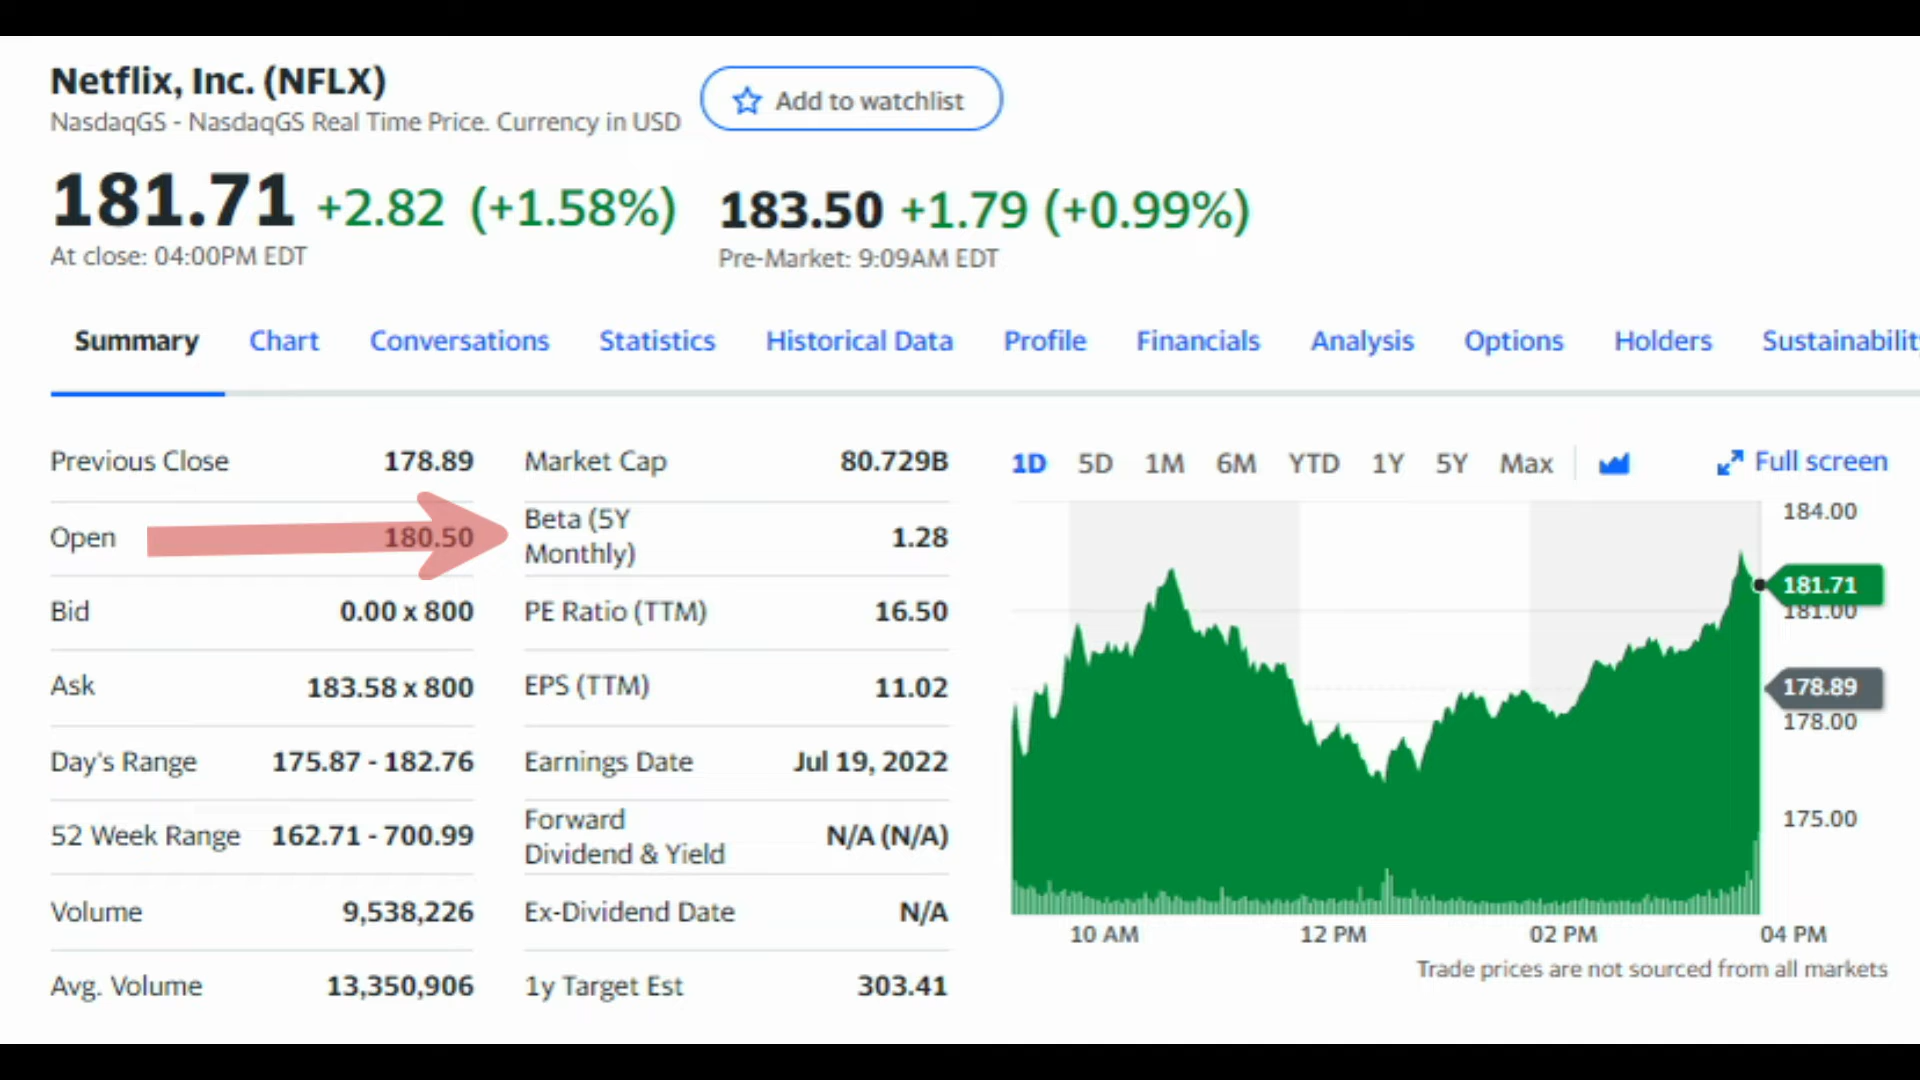 Netflix, Inc. (NFLX)
NasdaqGS - NasdaqGS Real Time Price. Currency in USD
Add to watchlist
181.71 +2.82 (+1.58%)
At close: 04:00PM EDT
183.50 +1.79 (+0.99%)
Pre-Market: 9:09AM EDT
Summary Chart Conversations Statistics Historical Data Profile Financials Analysis Options Holders Sustainability
Previous Close 178.89
Open 180.50
Bid 0.00 x 800
Ask 183.58 x 800
Day's Range 175.87 - 182.76
52 Week Range 162.71 - 700.99
Volume 9,538,226
Avg. Volume 13,350,906
Market Cap 80.729B
Beta (5Y
Monthly) 1.28
PE Ratio (TTM) 16.50
EPS (TTM) 11.02
Earnings Date Jul 19, 2022
Forward
Dividend & Yield N/A (N/A)
Ex-Dividend Date N/A
1y Target Est 303.41
1D 5D 1M 6M YTD 1Y 5Y Max Full screen
184.00
181.71
181.00
178.89
178.00
175.00
10 AM 12 PM 02 PM 04 PM
Trade prices are not sourced from all markets